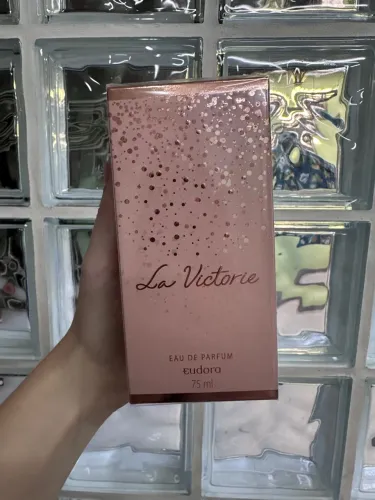 La Victorie
EAU DE PARFUM
eudora
75 ml